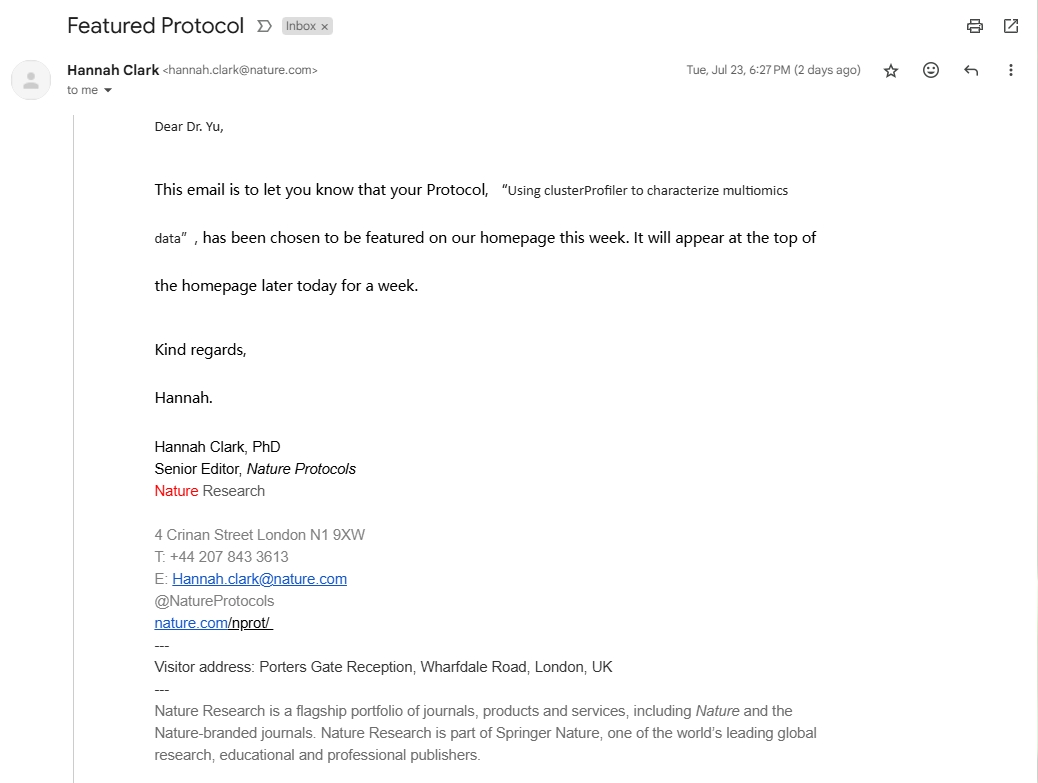 Featured Protocol Inbox ×
Hannah Clark <hannah.clark@nature.com> Tue, Jul 23, 6:27 PM (2 days ago)
to me
Dear Dr. Yu,
This email is to let you know that your Protocol, “Using clusterProfiler to characterize multiomics
data” , has been chosen to be featured on our homepage this week. It will appear at the top of
the homepage later today for a week.
Kind regards,
Hannah.
Hannah Clark, PhD
Senior Editor, Nature Protocols
Nature Research
4 Crinan Street London N1 9XW
T: +44 207 843 3613
E: Hannah.clark@nature.com
@NatureProtocols
nature.com/nprot/
---
Visitor address: Porters Gate Reception, Wharfdale Road, London, UK
---
Nature Research is a flagship portfolio of journals, products and services, including Nature and the
Nature-branded journals. Nature Research is part of Springer Nature, one of the world’s leading global
research, educational and professional publishers.